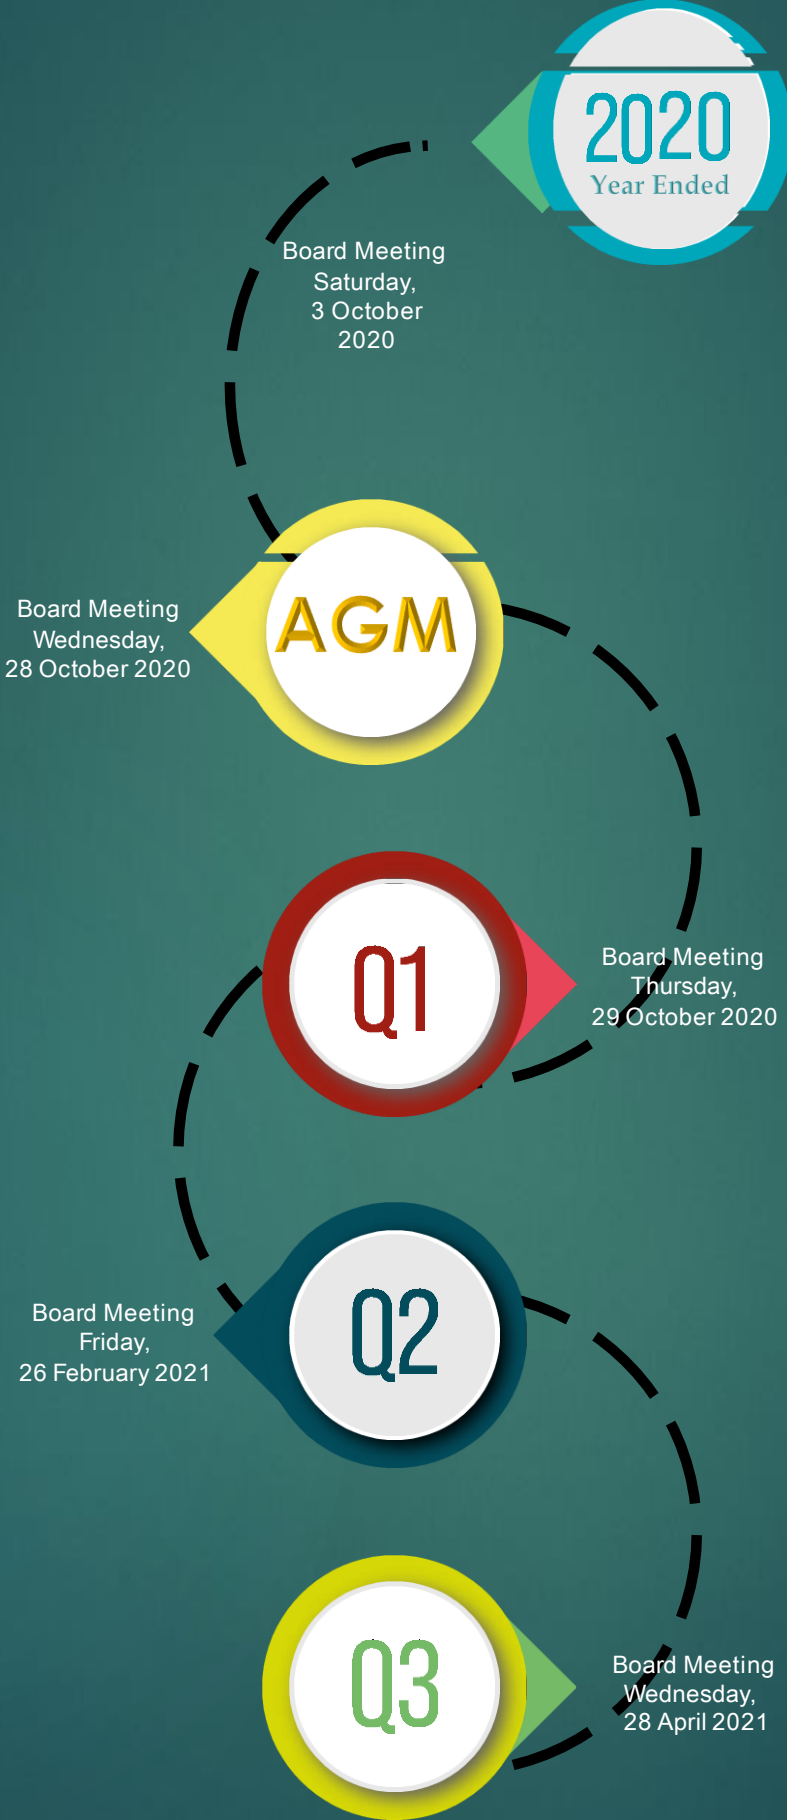 2020
Year Ended
Board Meeting
Saturday,
3 October
2020
AGM
Board Meeting
Wednesday,
28 October 2020
Q1
Board Meeting
Thursday,
29 October 2020
Q2
Board Meeting
Friday,
26 February 2021
Q3
Board Meeting
Wednesday,
28 April 2021